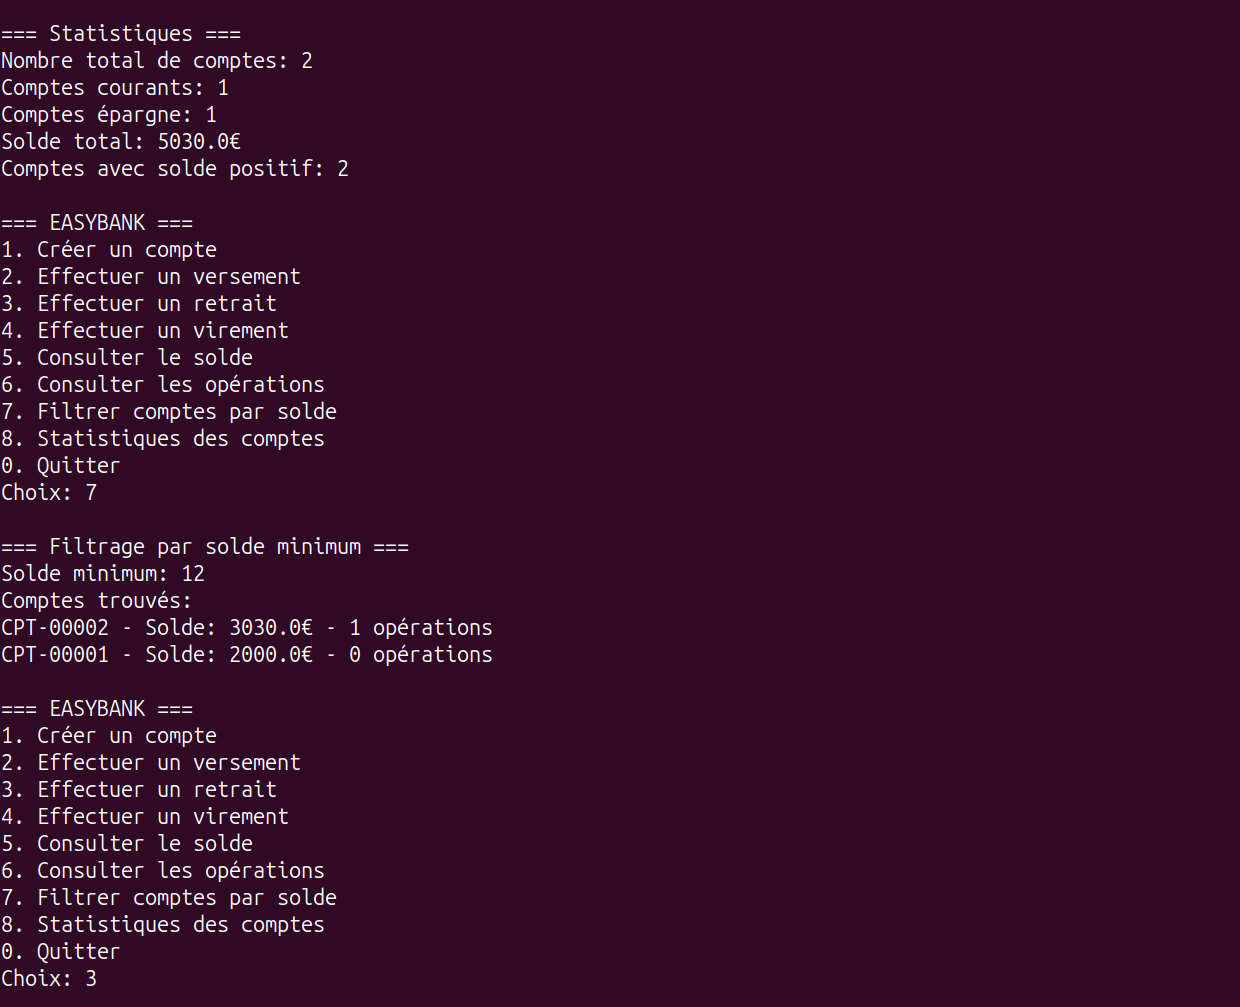 === Statistiques ===
Nombre total de comptes: 2
Comptes courants: 1
Comptes épargne: 1
Solde total: 5030.0€
Comptes avec solde positif: 2
=== EASYBANK ===
1. Créer un compte
2. Effectuer un versement
3. Effectuer un retrait
4. Effectuer un virement
5. Consulter le solde
6. Consulter les opérations
7. Filtrer comptes par solde
8. Statistiques des comptes
0. Quitter
Choix: 7
=== Filtrage par solde minimum ===
Solde minimum: 12
Comptes trouvés:
CPT-00002 - Solde: 3030.0€ - 1 opérations
CPT-00001 - Solde: 2000.0€ - 0 opérations
=== EASYBANK ===
1. Créer un compte
2. Effectuer un versement
3. Effectuer un retrait
4. Effectuer un virement
5. Consulter le solde
6. Consulter les opérations
7. Filtrer comptes par solde
8. Statistiques des comptes
0. Quitter
Choix: 3